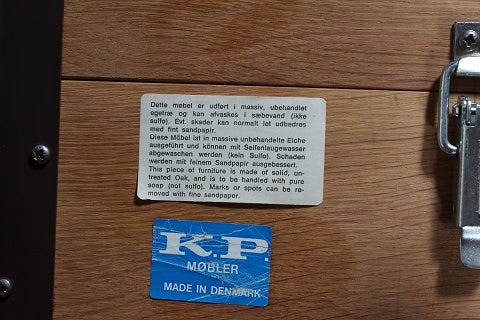 Dette møbel er udført i massiv, ubehandlet
egetræ og kan afvaskes i sæbevand (ikke
sulfo). Evt. skader kan normalt let udbedres
med fint sandpapir.
Diese Möbel ist in massive unbehandelte Eiche
ausgeführt und können mit Seifenlaugewasser
abgewaschen werden (kein Sulfo). Schaden
werden mit feinem Sandpapir ausgebessert.
This piece of furniture is made of solid, un-
treated Oak, and is to be handled with pure
soap (not sulfo). Marks or spots can be re-
moved with fine sandpaper.
K.P.
MØBLER
MADE IN DENMARK